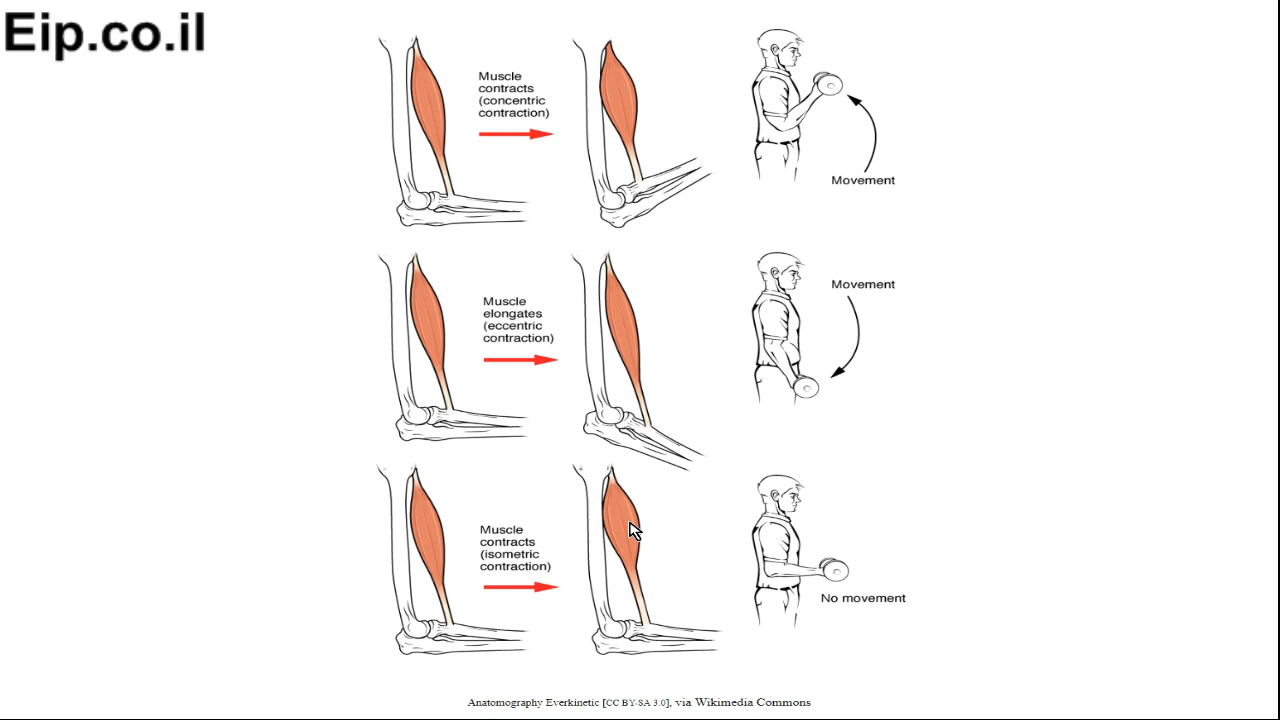 Eip.co.il
Muscle
contracts
(concentric
contraction)
Movement
Muscle
elongates
(eccentric
contraction)
Movement
Muscle
contracts
(isometric
contraction)
No movement
Anatomography Everkinetic [CC BY-SA 3.0], via Wikimedia Commons